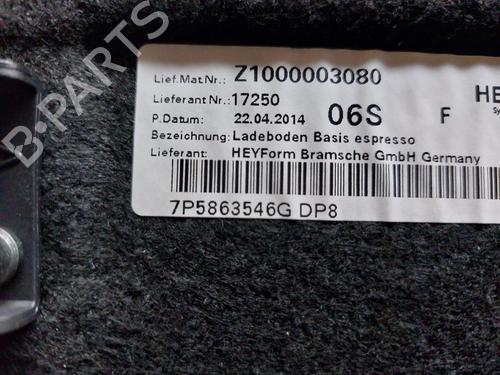 Lief.Mat.Nr.: Z1000003080
Lieferant Nr.: 17250
P.Datum: 22.04.2014 06S F
Bezeichnung: Ladeboden Basis espresso
Lieferant: HEYForm Bramsche GmbH Germany
7P5863546G DP8
B-PARTS